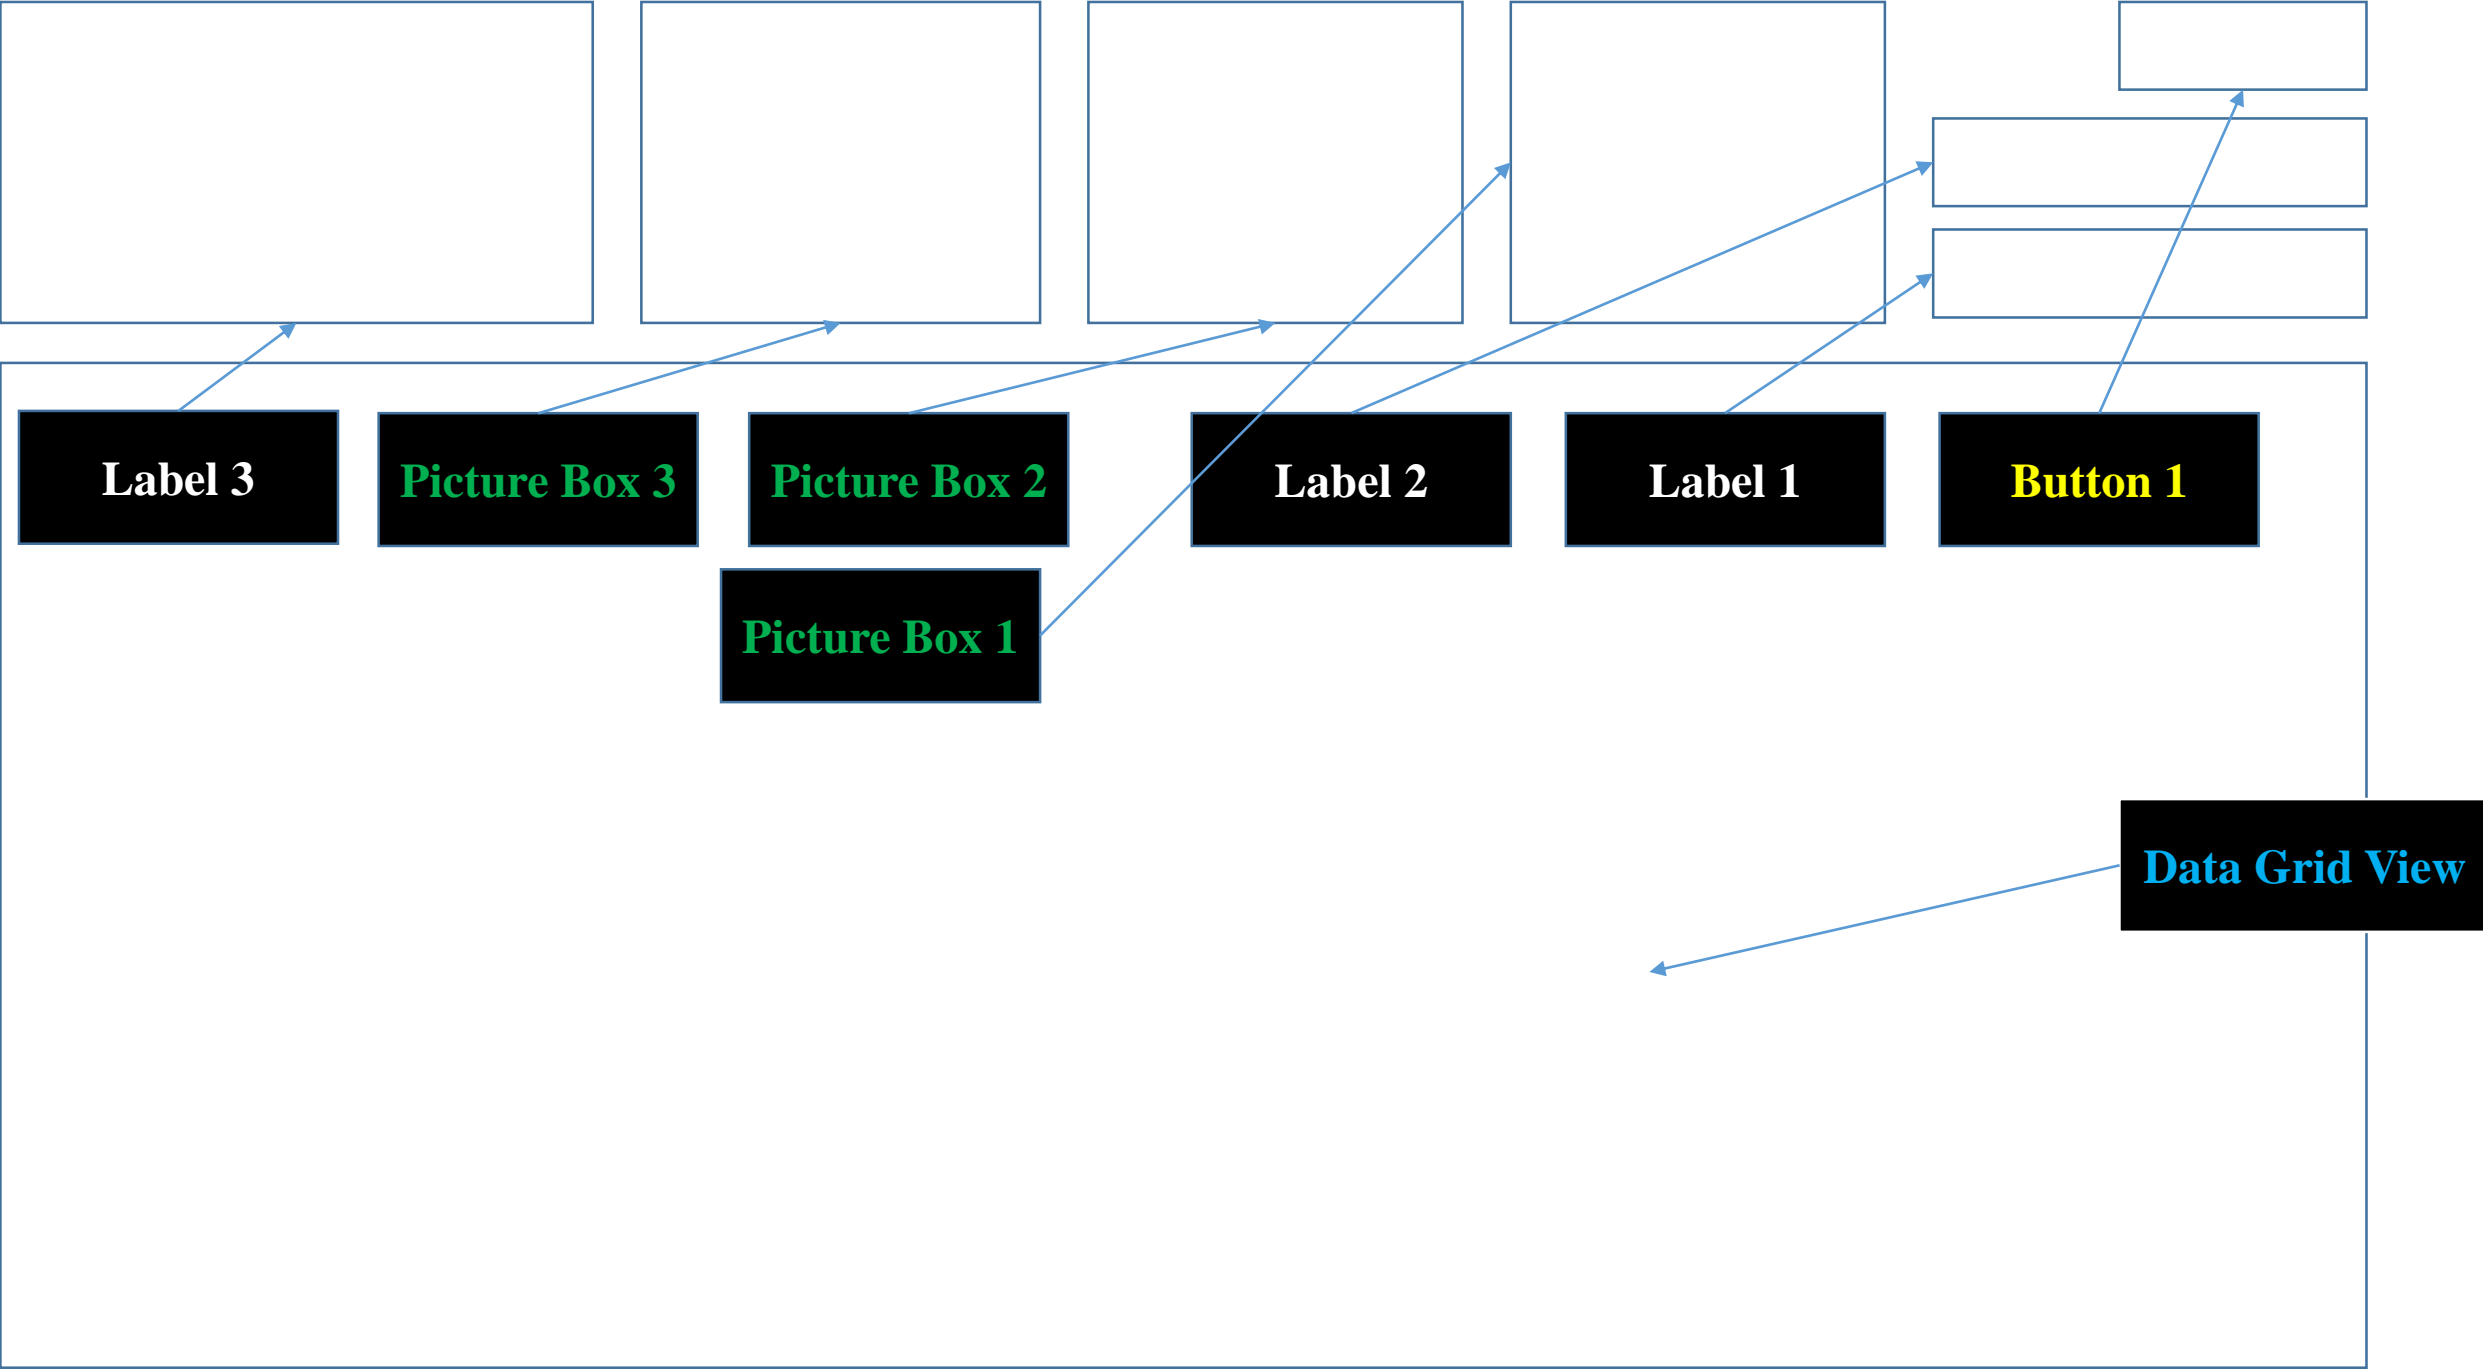 Label 3
Picture Box 3
Picture Box 2
Label 2
Label 1
Button 1
Picture Box 1
Data Grid View